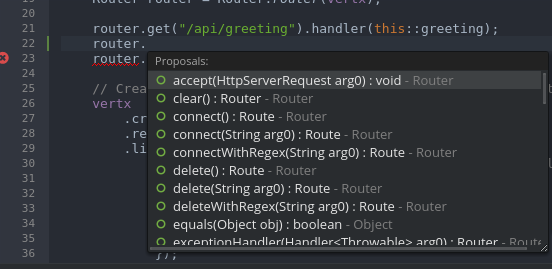 19 Router router = Router.router(vertx);
20
21 router.get("/api/greeting").handler(this::greeting);
22 router.
23 router.
24
25 // Crea
26 vertx
27 .cr
28 .re
29 .li
30
31
32
33
34
35
36 });
Proposals:
accept(HttpServerRequest arg0) : void - Router
clear() : Router - Router
connect() : Route - Router
connect(String arg0) : Route - Router
connectWithRegex(String arg0) : Route - Router
delete() : Route - Router
delete(String arg0) : Route - Router
deleteWithRegex(String arg0) : Route - Router
equals(Object obj) : boolean - Object
exceptionHandler(Handler<Throwable> arg0) : Router - Route